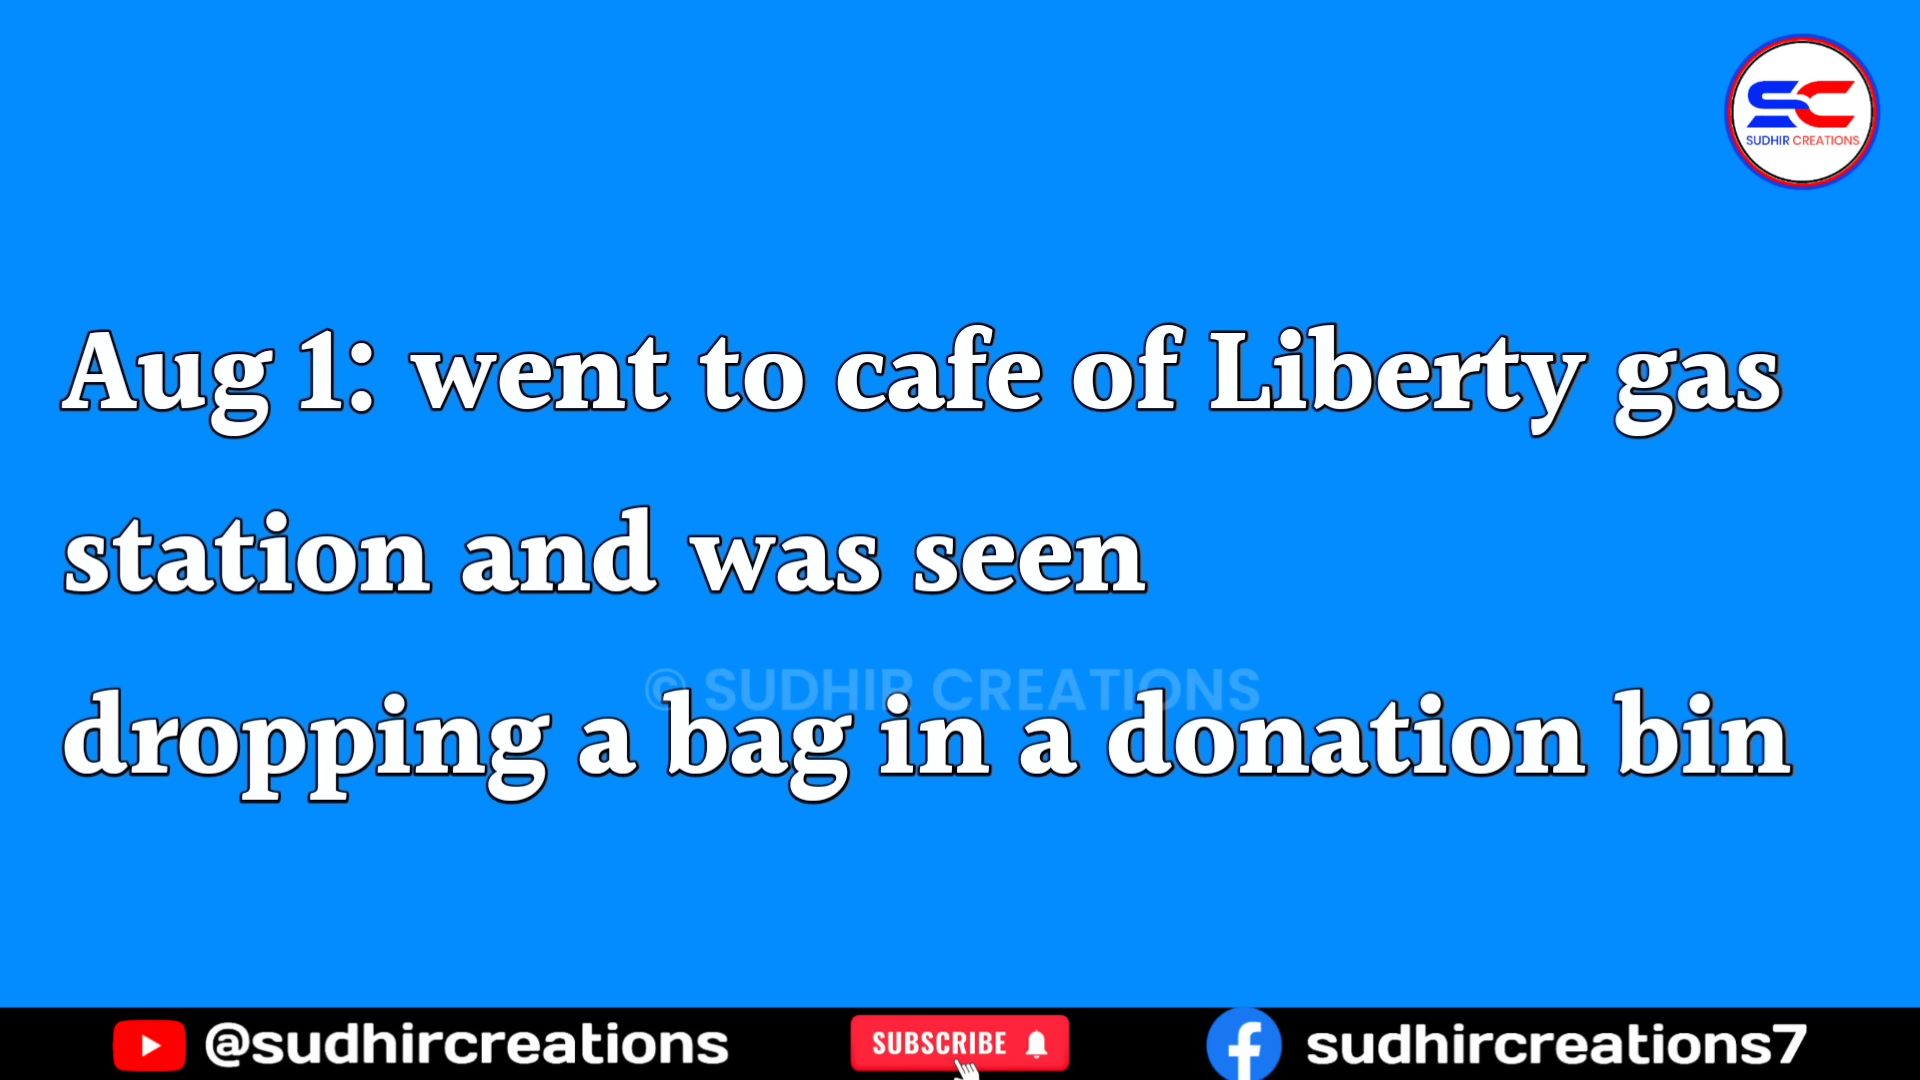 SC
SUDHIR CREATIONS
Aug 1: went to cafe of Liberty gas
station and was seen
© SUDHIR CREATIONS
dropping a bag in a donation bin
@sudhircreations
SUBSCRIBE
sudhircreations7